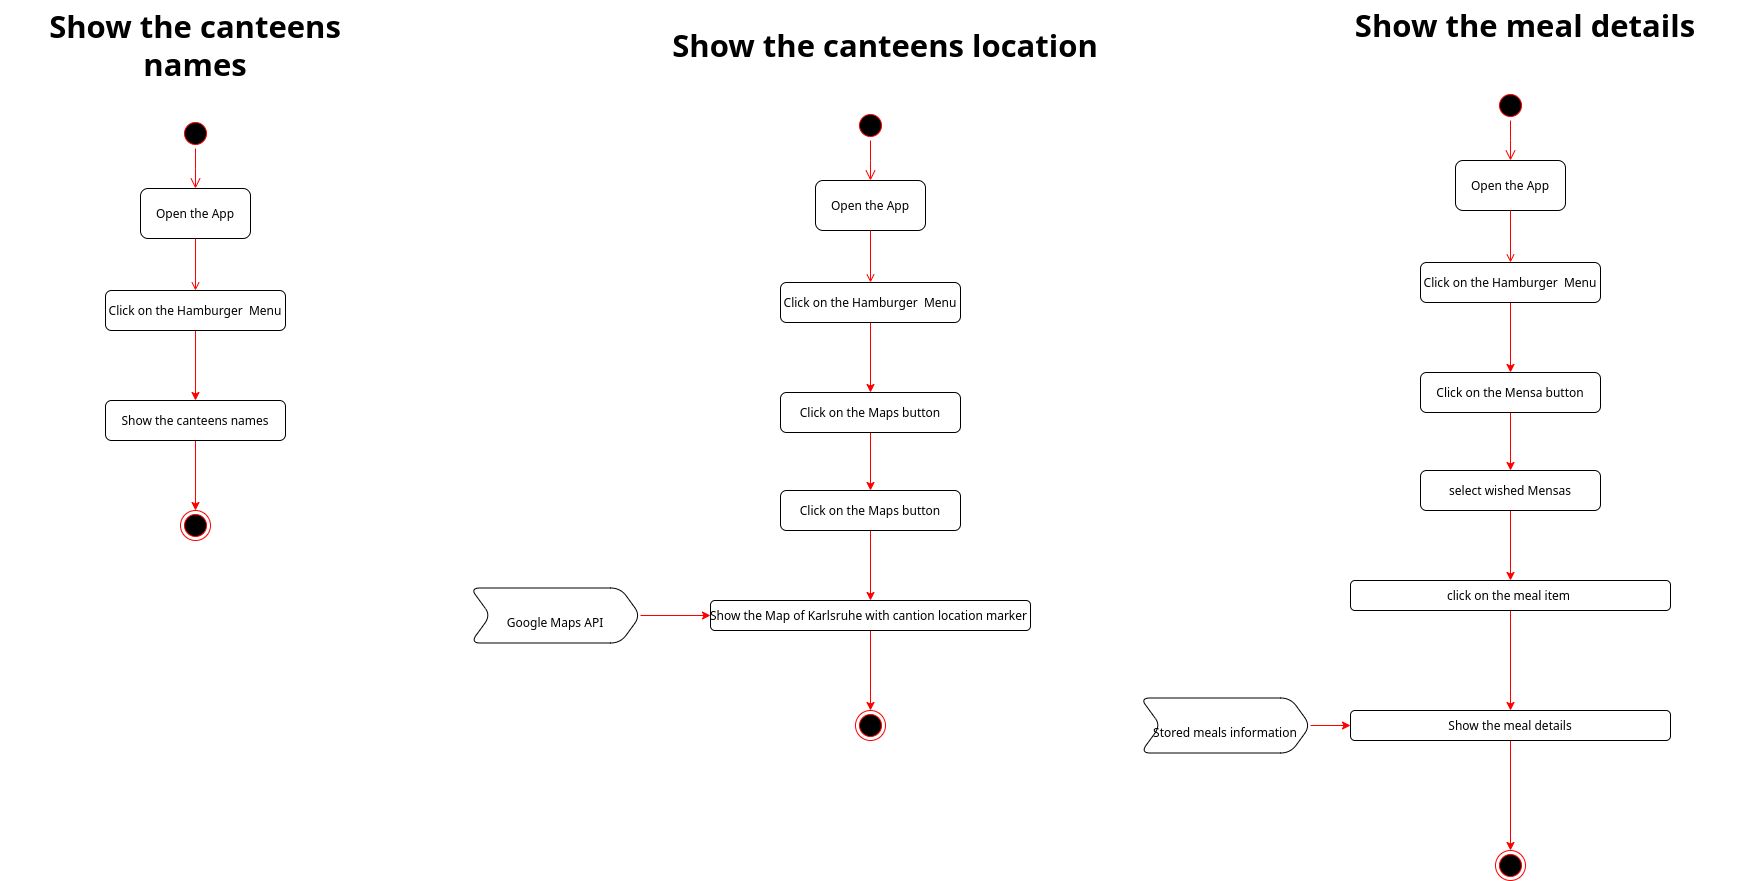 Show the canteens
names
Open the App
Click on the Hamburger  Menu
Show the canteens names
Show the canteens location
Open the App
Click on the Hamburger  Menu
Click on the Maps button
Click on the Maps button
Google Maps API
Show the Map of Karlsruhe with cantion location marker
Show the meal details
Open the App
Click on the Hamburger  Menu
Click on the Mensa button
select wished Mensas
click on the meal item
Stored meals information
Show the meal details